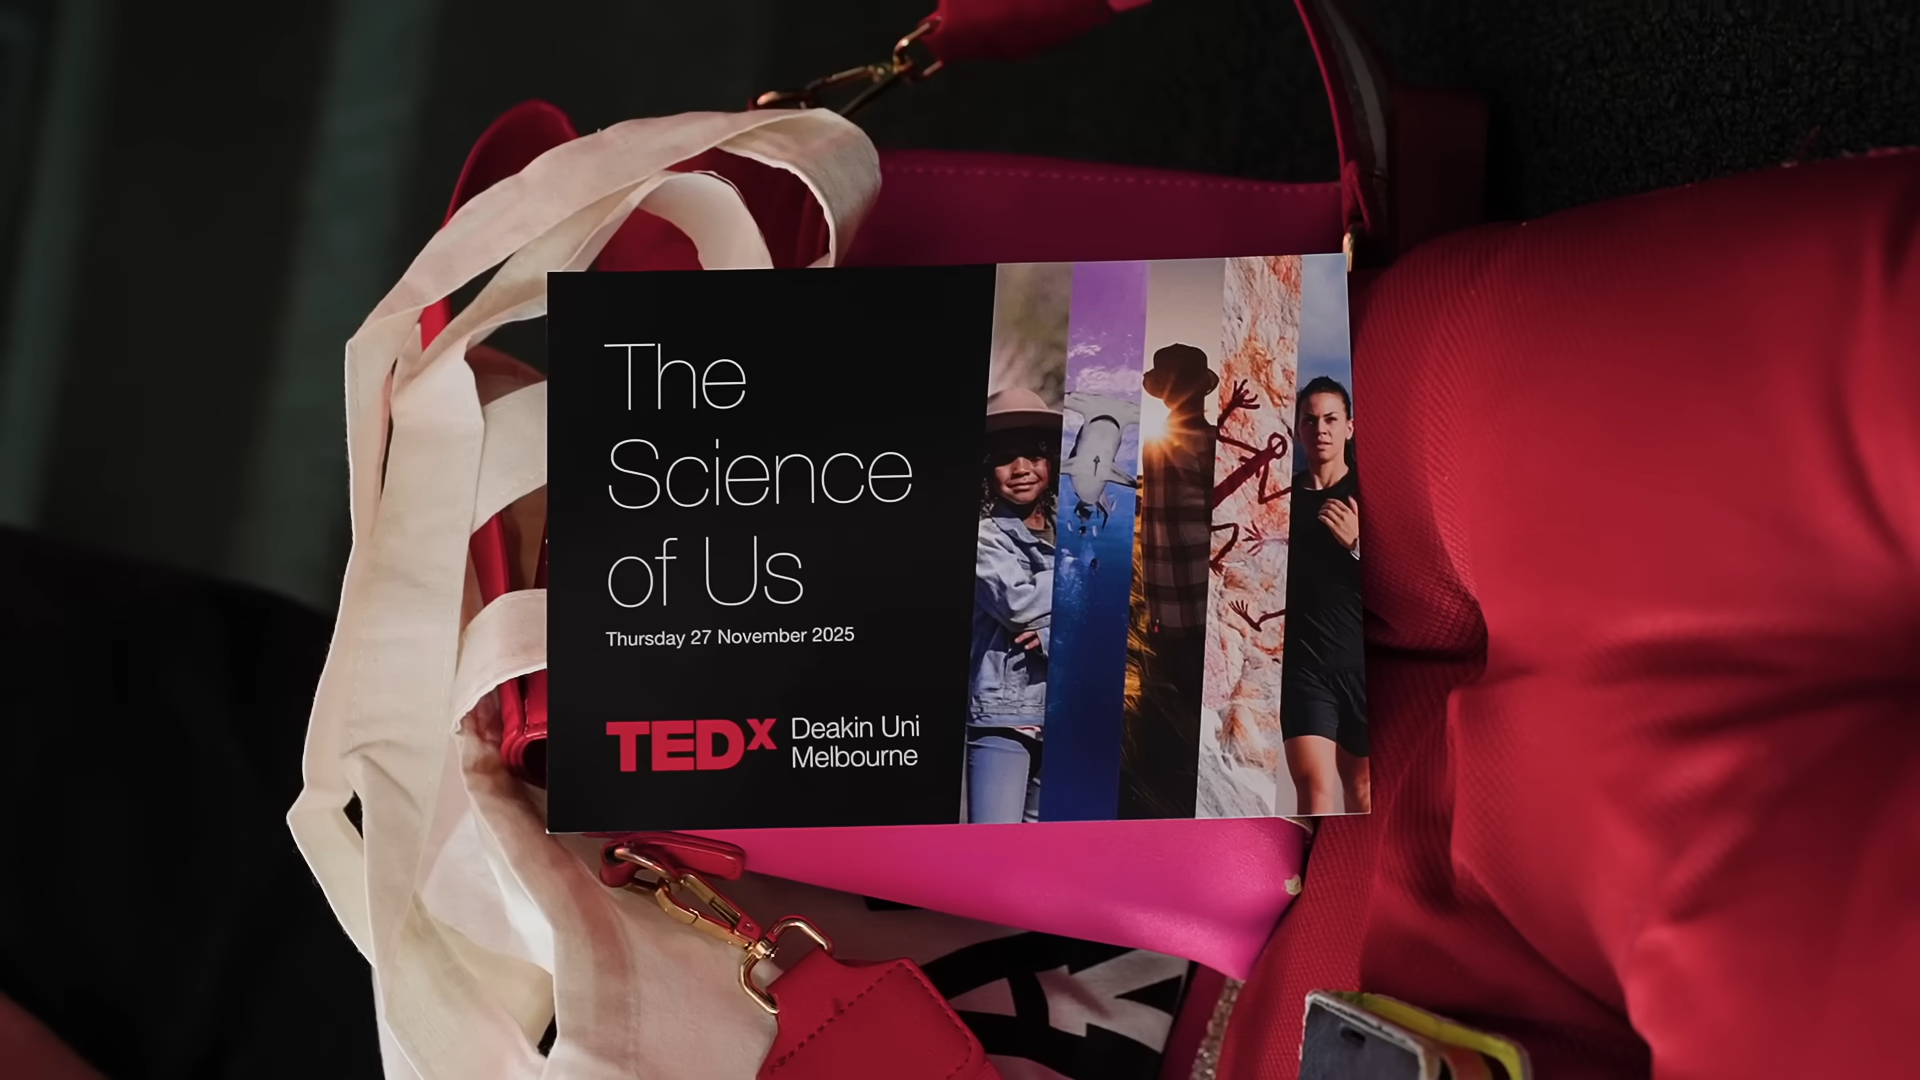 The
Science
of Us
Thursday 27 November 2025
TEDx Deakin Uni
Melbourne